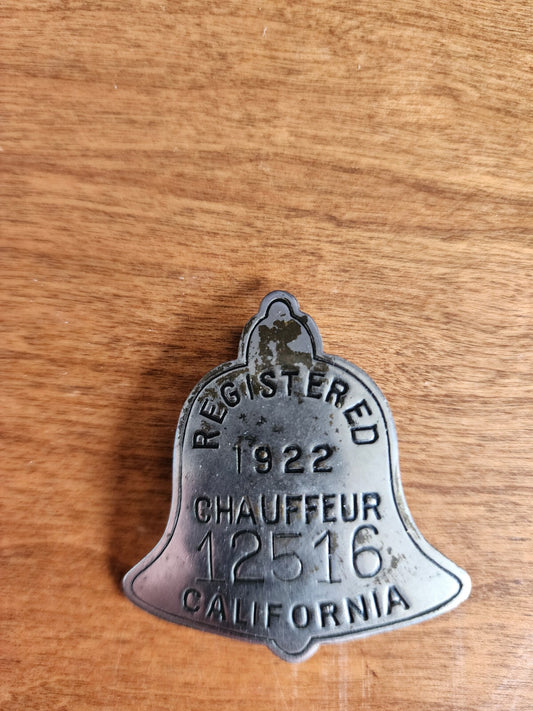 REGISTERED
1922
CHAUFFEUR
12516
CALIFORNIA